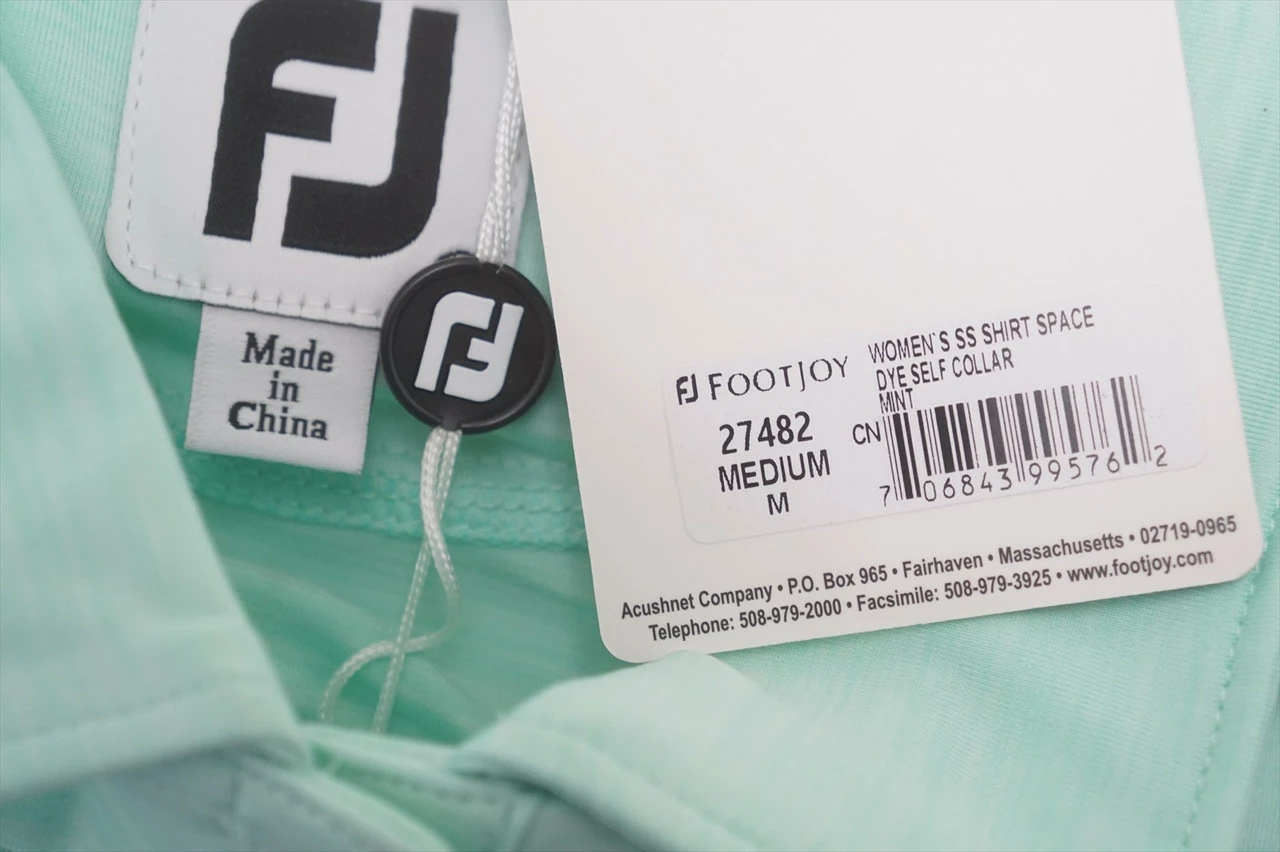 FJ
Made
in
China
FJ
FJ FOOTJOY
27482
MEDIUM
M
WOMEN`S SS SHIRT SPACE
DYE SELF COLLAR
MINT
CN
7 06843 99576 2
Acushnet Company • P.O. Box 965 • Fairhaven • Massachusetts • 02719-0965
Telephone: 508-979-2000 • Facsimile: 508-979-3925 • www.footjoy.com